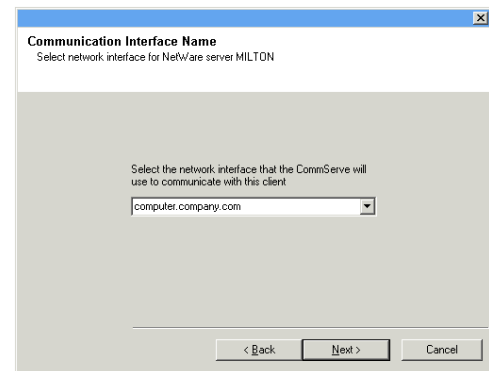 Communication Interface Name
Select network interface for NetWare server MILTON
Select the network interface that the CommServe will
use to communicate with this client
computer.company.com
< Back
Next >
Cancel